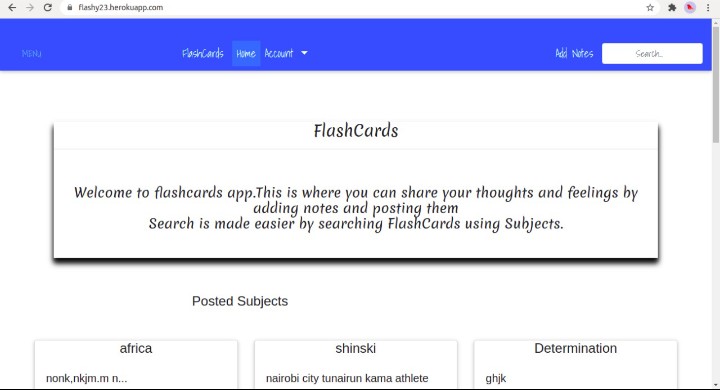 flashy23.herokuapp.com
MENU FlashCards Home Account Add Notes Search..
FlashCards
Welcome to flashcards app.This is where you can share your thoughts and feelings by
adding notes and posting them
Search is made easier by searching FlashCards using Subjects.
Posted Subjects
africa shinski Determination
nonk,nkjm.m n... nairobi city tunairun kama athlete ghjk